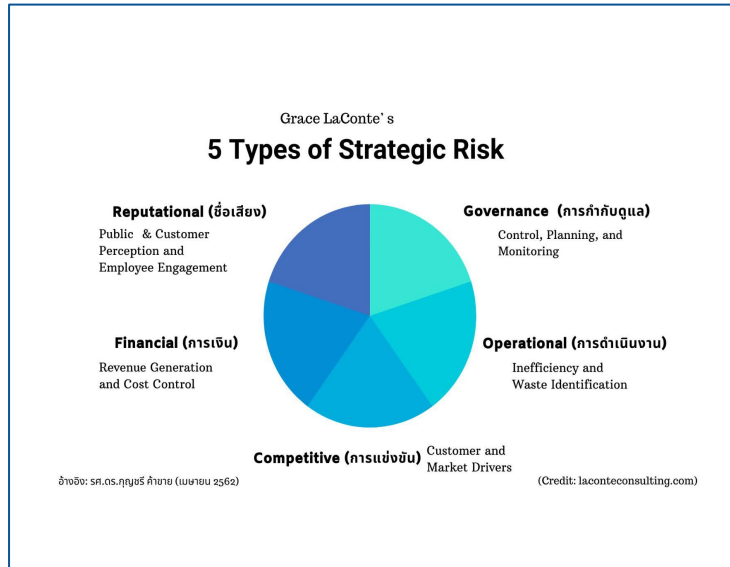 Grace LaConte`s
5 Types of Strategic Risk
Reputational (ชื่อเสียง)
Public & Customer
Perception and
Employee Engagement
Governance (การกำกับดูแล)
Control, Planning, and
Monitoring
Financial (การเงิน)
Revenue Generation
and Cost Control
Operational (การดำเนินงาน)
Inefficiency and
Waste Identification
Competitive (การแข่งขัน)
Customer and
Market Drivers
อ้างอิง: รศ.ดร.กุญชรี ค้าขาย (เมษายน 2562)
(Credit: laconteconsulting.com)